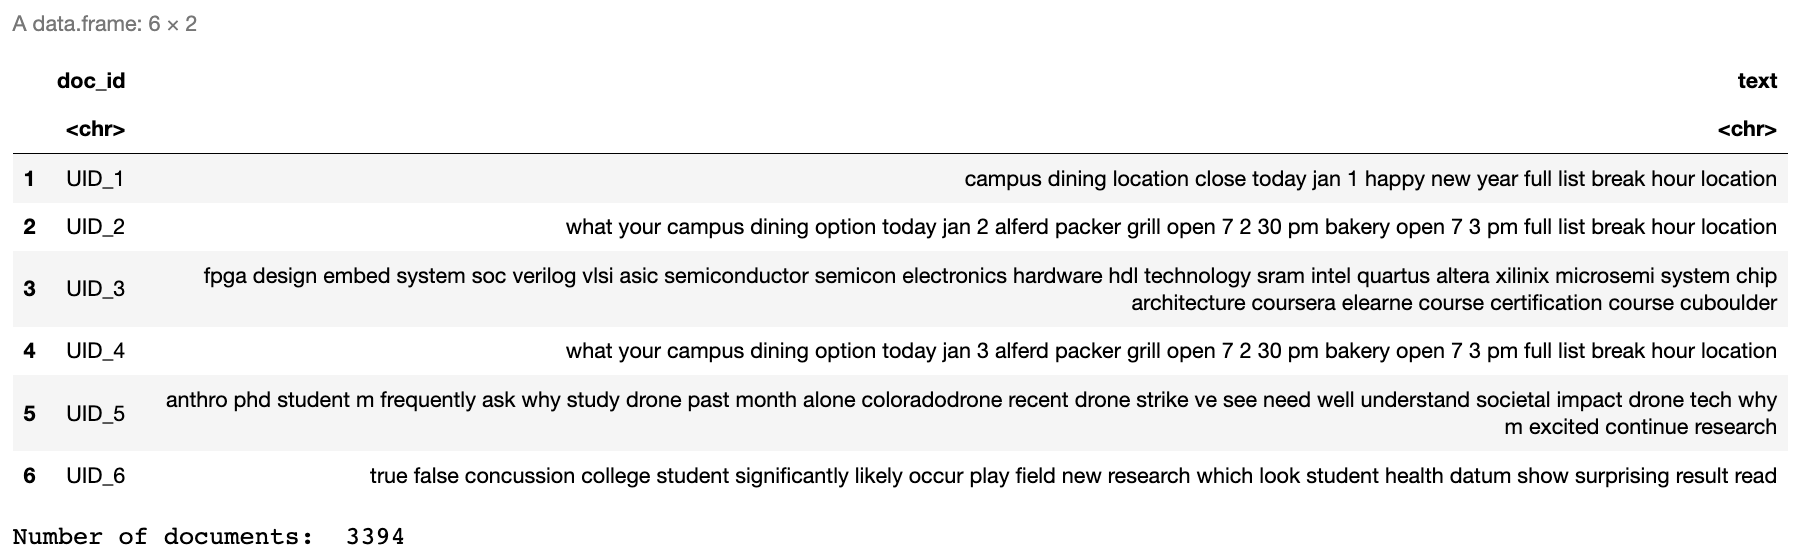 A data.frame: 6 × 2
doc_id text
<chr> <chr>
1 UID_1 campus dining location close today jan 1 happy new year full list break hour location
2 UID_2 what your campus dining option today jan 2 alferd packer grill open 7 2 30 pm bakery open 7 3 pm full list break hour location
3 UID_3 fpga design embed system soc verilog vlsi asic semiconductor semicon electronics hardware hdl technology sram intel quartus altera xilinix microsemi system chip
architecture coursera elearne course certification course cuboulder
4 UID_4 what your campus dining option today jan 3 alferd packer grill open 7 2 30 pm bakery open 7 3 pm full list break hour location
5 UID_5 anthro phd student m frequently ask why study drone past month alone coloradodrone recent drone strike ve see need well understand societal impact drone tech why
m excited continue research
6 UID_6 true false concussion college student significantly likely occur play field new research which look student health datum show surprising result read
Number of documents:  3394